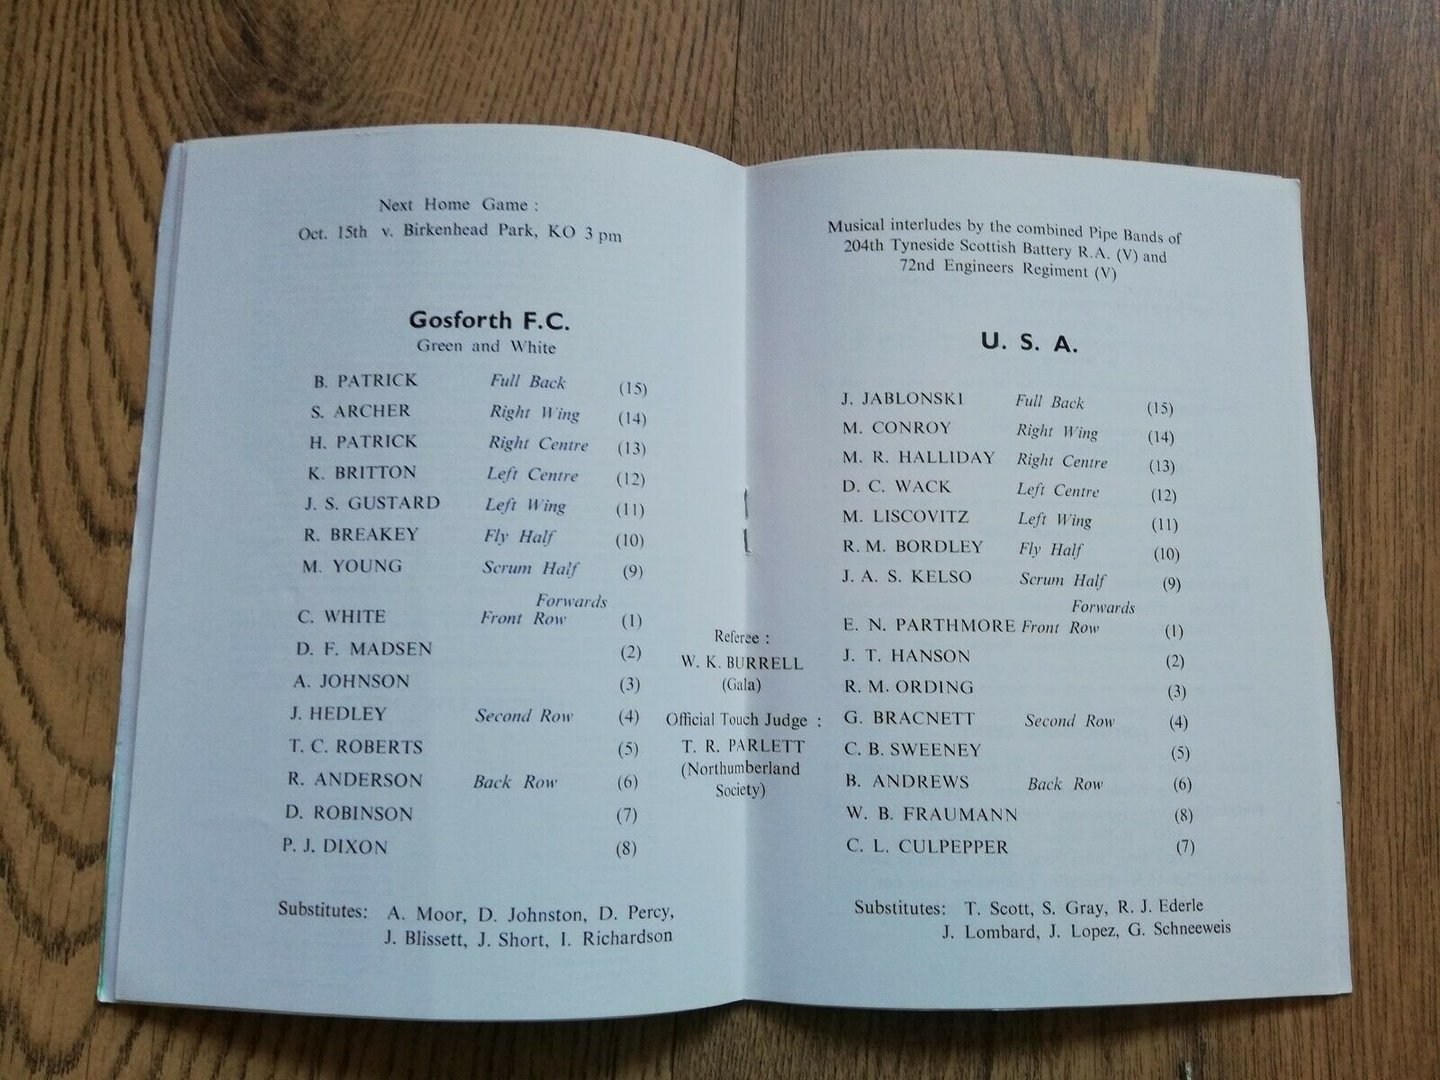 Next Home Game :
Oct. 15th v. Birkenhead Park, KO 3 pm
Gosforth F.C.
Green and White
B. PATRICK Full Back (15)
S. ARCHER Right Wing (14)
H. PATRICK Right Centre (13)
K. BRITTON Left Centre (12)
J. S. GUSTARD Left Wing (11)
R. BREAKEY Fly Half (10)
M. YOUNG Scrum Half (9)
Forwards
C. WHITE Front Row (1)
D. F. MADSEN (2)
A. JOHNSON (3)
J. HEDLEY Second Row (4)
T. C. ROBERTS (5)
R. ANDERSON Back Row (6)
D. ROBINSON (7)
P. J. DIXON (8)
Substitutes: A. Moor, D. Johnston, D. Percy,
J. Blissett, J. Short, I. Richardson
Referee :
W. K. BURRELL
(Gala)
Official Touch Judge :
T. R. PARLETT
(Northumberland
Society)
Musical interludes by the combined Pipe Bands of
204th Tyneside Scottish Battery R.A. (V) and
72nd Engineers Regiment (V)
U. S. A.
J. JABLONSKI Full Back (15)
M. CONROY Right Wing (14)
M. R. HALLIDAY Right Centre (13)
D. C. WACK Left Centre (12)
M. LISCOVITZ Left Wing (11)
R. M. BORDLEY Fly Half (10)
J. A. S. KELSO Scrum Half (9)
Forwards
E. N. PARTHMORE Front Row (1)
J. T. HANSON (2)
R. M. ORDING (3)
G. BRACNETT Second Row (4)
C. B. SWEENEY (5)
B. ANDREWS Back Row (6)
W. B. FRAUMANN (8)
C. L. CULPEPPER (7)
Substitutes: T. Scott, S. Gray, R. J. Ederle
J. Lombard, J. Lopez, G. Schneeweis